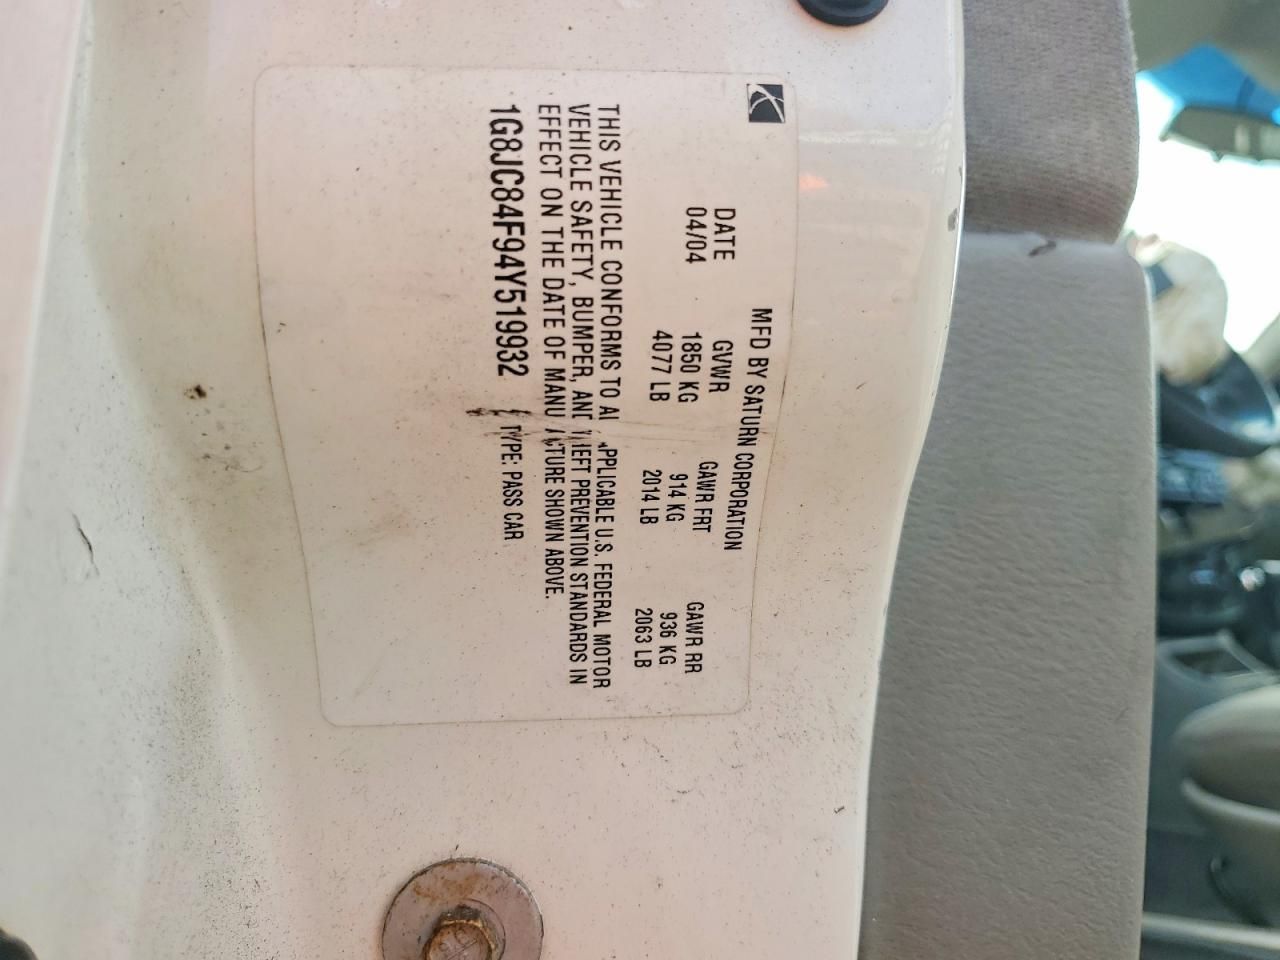 MFD BY SATURN CORPORATION
DATE GVWR GAWR FRT GAWR RR
04/04 1850 KG 914 KG 936 KG
4077 LB 2014 LB 2063 LB
THIS VEHICLE CONFORMS TO APPLICABLE U.S. FEDERAL MOTOR
VEHICLE SAFETY, BUMPER, AND THEFT PREVENTION STANDARDS IN
EFFECT ON THE DATE OF SHOWN ABOVE.
1G8JC84F94Y519932 TYPE: PASS CAR